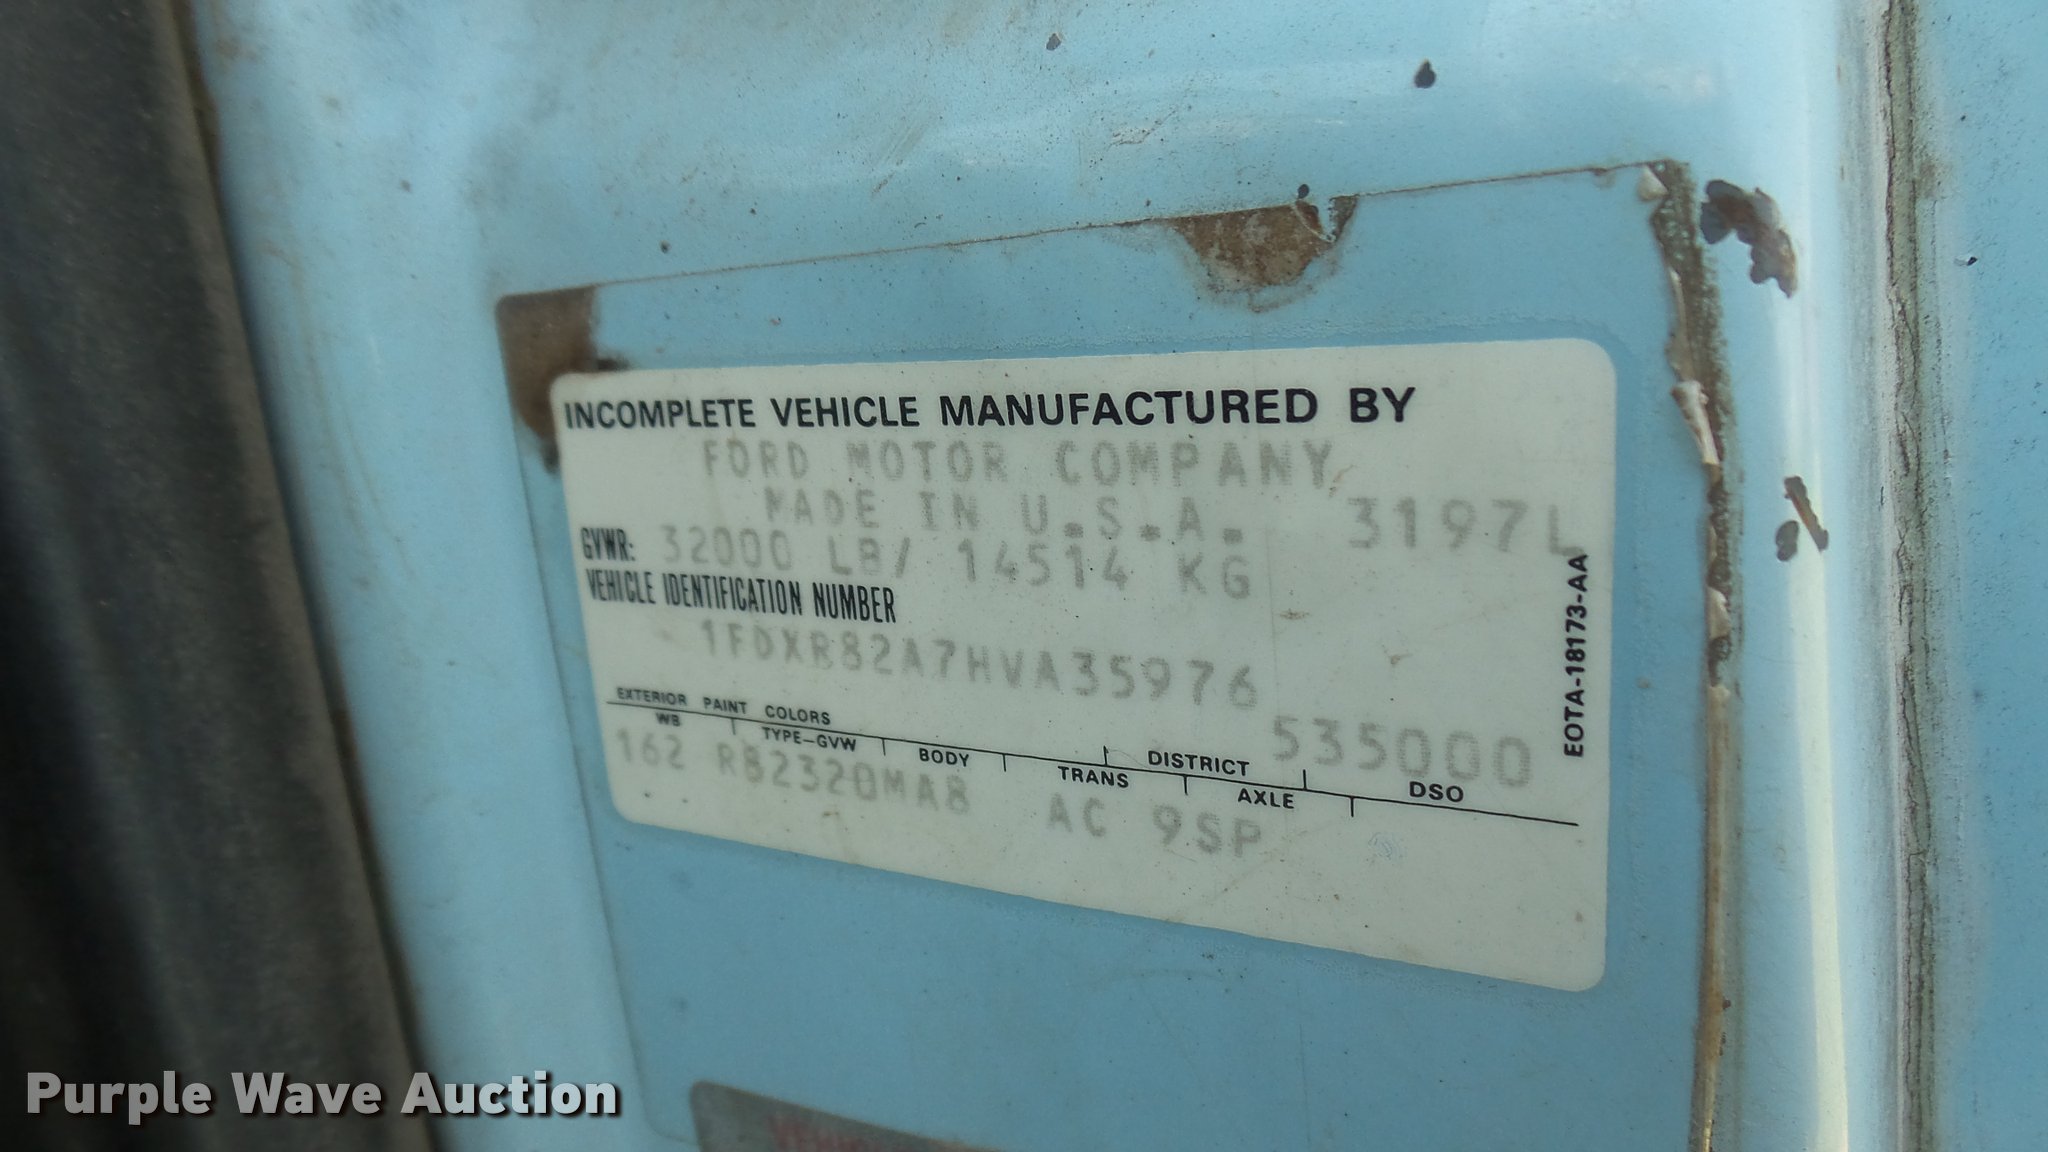 INCOMPLETE VEHICLE MANUFACTURED BY
FORD MOTOR COMPANY
MADE IN U.S.A. 3197L
GVWR: 32000 LB/ 14514 KG
VEHICLE IDENTIFICATION NUMBER
1FDXR82A7HVA35976
EXTERIOR PAINT COLORS DISTRICT 535000 DSO
WB TYPE-GVW BODY TRANS AXLE
162 R82320MA8 AC 9SP
EOTA-18173-AA
Purple Wave Auction